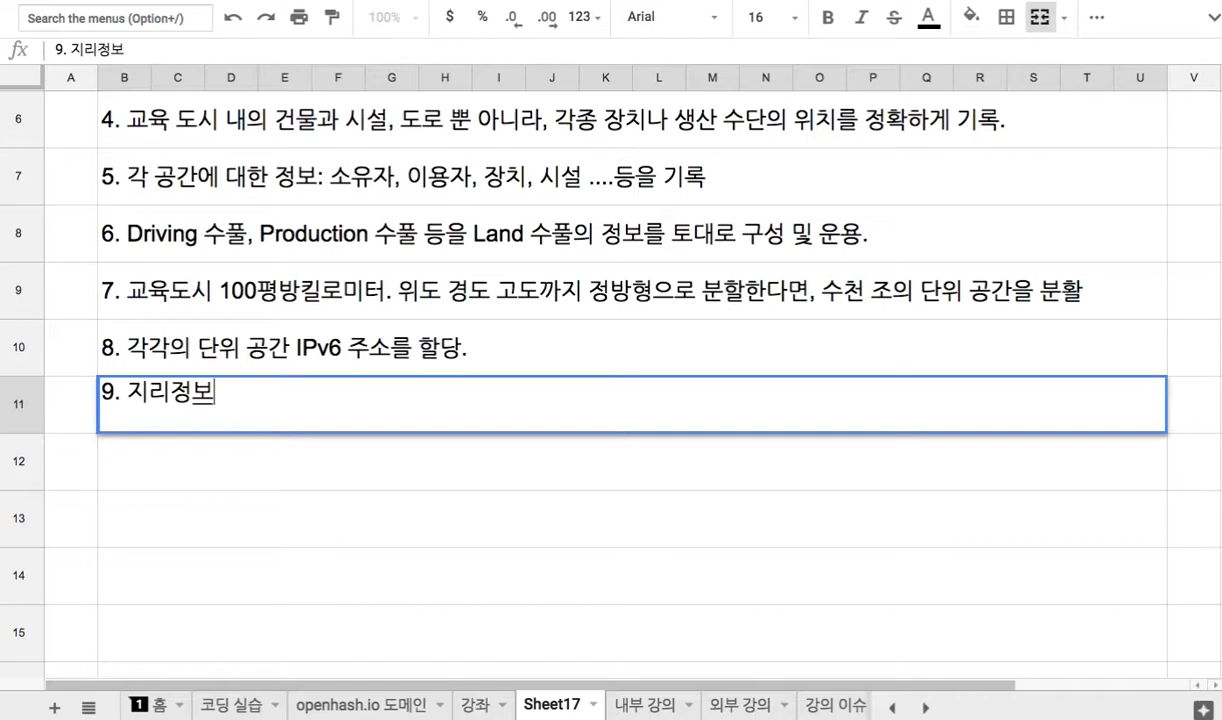 Search the menus (Option+/) 100% $ % .0 .00 123 Arial 16 B I S A ...
fx 9. 지리정보
A B C D E F G H I J K L M N O P Q R S T U V
6 4. 교육 도시 내의 건물과 시설, 도로 뿐 아니라, 각종 장치나 생산 수단의 위치를 정확하게 기록.
7 5. 각 공간에 대한 정보: 소유자, 이용자, 장치, 시설 ....등을 기록
8 6. Driving 수풀, Production 수풀 등을 Land 수풀의 정보를 토대로 구성 및 운용.
9 7. 교육도시 100평방킬로미터. 위도 경도 고도까지 정방형으로 분할한다면, 수천 조의 단위 공간을 분활
10 8. 각각의 단위 공간 IPv6 주소를 할당.
11 9. 지리정보
12
13
14
15
+ 1 홈 코딩 실습 openhash.io 도메인 강좌 Sheet17 내부 강의 외부 강의 강의 이슈